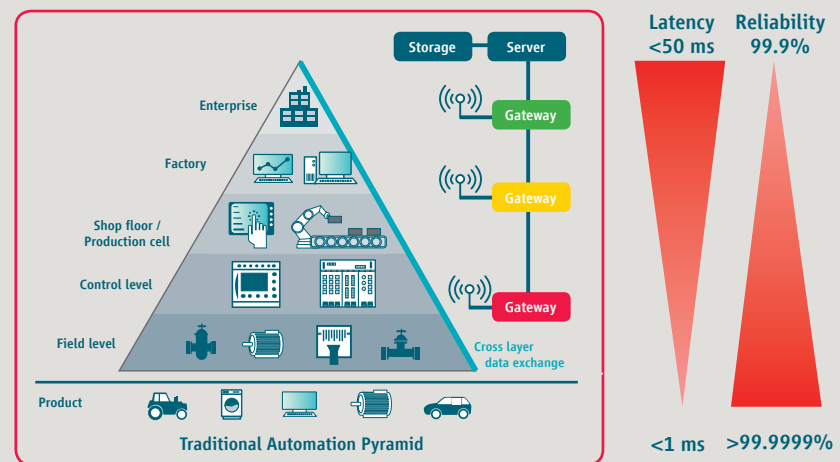 Latency
<50 ms
Reliability
99.9%
Storage
Server
Enterprise
Gateway
Factory
Gateway
Shop floor /
Production cell
Control level
Gateway
Field level
Cross layer
data exchange
Product
Traditional Automation Pyramid
<1 ms
>99.9999%